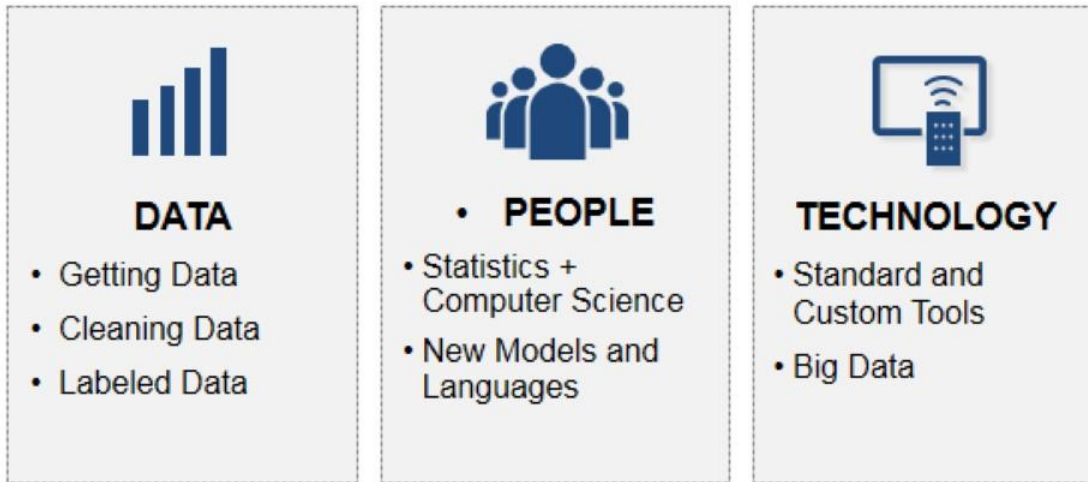 DATA
• Getting Data
• Cleaning Data
• Labeled Data
• PEOPLE
• Statistics +
Computer Science
• New Models and
Languages
TECHNOLOGY
• Standard and
Custom Tools
• Big Data